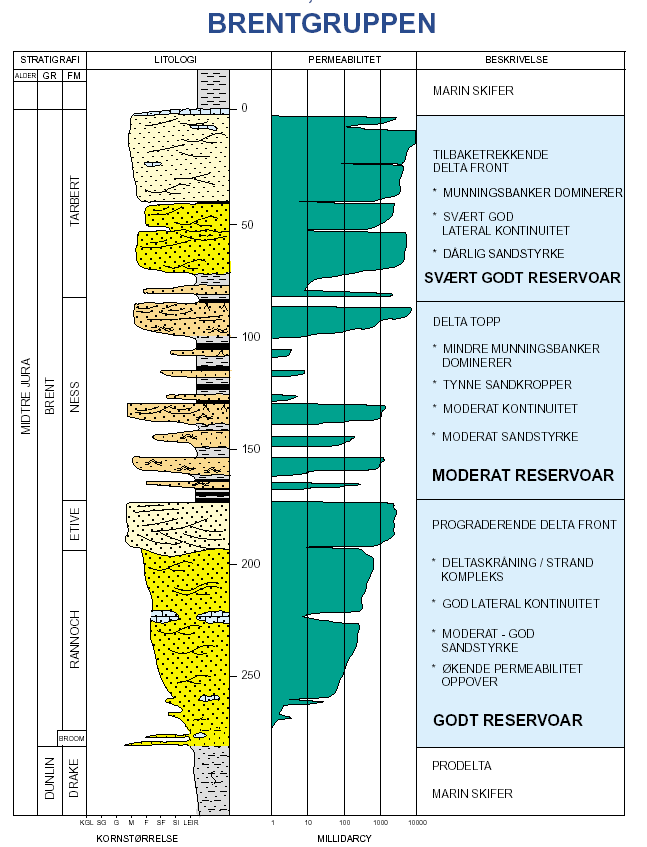 BRENTGRUPPEN
STRATIGRAFI
LITOLOGI
PERMEABILITET
BESKRIVELSE
ALDER
GR
FM
MARIN SKIFER
0
TILBAKETREKKENDE
DELTA FRONT
* MUNNINGSBANKER DOMINERER
* SVÆRT GOD
LATERAL KONTINUITET
* DÅRLIG SANDSTYRKE
SVÆRT GODT RESERVOAR
TARBERT
50
DELTA TOPP
* MINDRE MUNNINGSBANKER
DOMINERER
* TYNNE SANDKROPPER
* MODERAT KONTINUITET
* MODERAT SANDSTYRKE
MODERAT RESERVOAR
100
MIDTRE JURA
BRENT
NESS
150
ETIVE
PROGRADERENDE DELTA FRONT
* DELTASKRÅNING / STRAND
KOMPLEKS
* GOD LATERAL KONTINUITET
* MODERAT - GOD
SANDSTYRKE
* ØKENDE PERMEABILITET
OPPOVER
GODT RESERVOAR
200
RANNOCH
250
BROOM
DUNLIN
DRAKE
PRODELTA
MARIN SKIFER
KGL SG G M F SF SI LEIR
1 10 100 1000 10000
KORNSTØRRELSE
MILLIDARCY